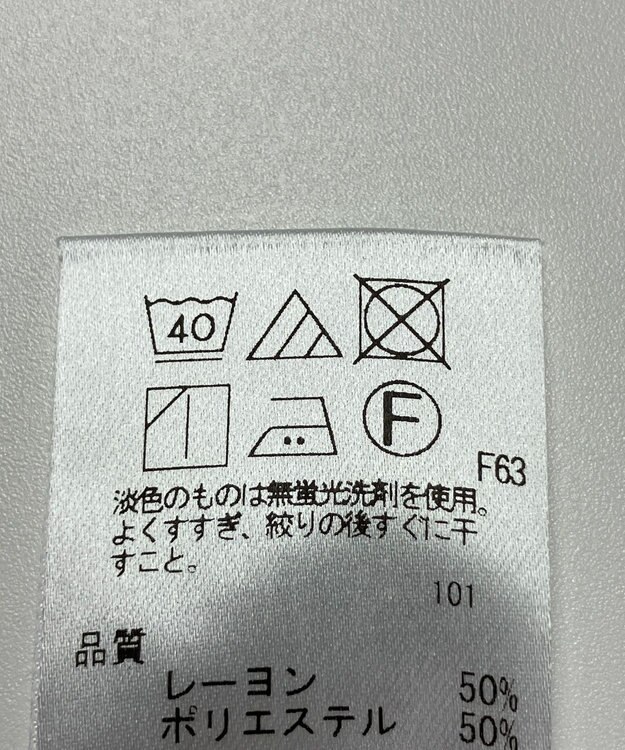 40
F
F63
淡色のものは無蛍光洗剤を使用。
よくすすぎ、絞りの後すぐに干
すこと。
101
品質
レーヨン 50%
ポリエステル 50%